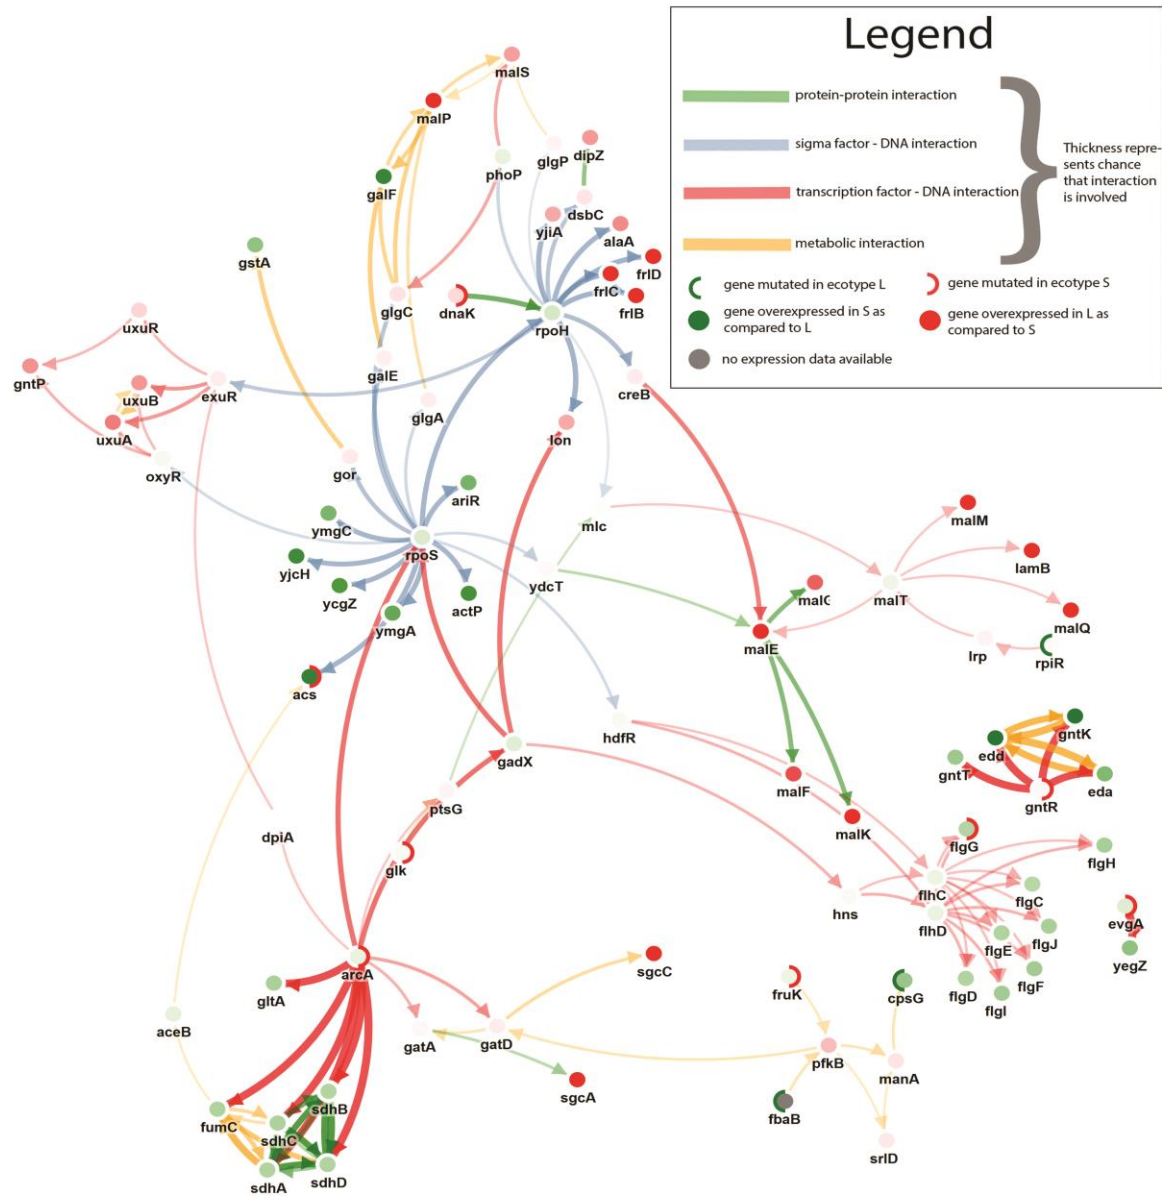 Legend
protein-protein interaction
sigma factor - DNA interaction
transcription factor - DNA interaction
metabolic interaction
Thickness repre-
sents chance
that interaction
is involved
gene mutated in ecotype L
gene mutated in ecotype S
gene overexpressed in S as
compared to L
gene overexpressed in L as
compared to S
no expression data available
malS
malP
glgP
dipZ
phoP
galF
dsbC
yjiA
alaA
gstA
frlD
frlC
glgC
dnaK
frlB
uxuR
rpoH
galE
gntP
exuR
creB
uxuB
glgA
uxuA
lon
gor
oxyR
ariR
ymgC
mlc
malM
rpoS
yjcH
lamB
ycgZ
actP
ydcT
malT
ymgA
malQ
malE
lrp
rpiR
acs
hdfR
gntK
edd
gadX
gntT
eda
malF
gntR
ptsG
dpiA
malK
flgG
flgH
glk
flhC
hns
flgC
flhD
evgA
flgE
flgJ
yegZ
arcA
sgcC
gltA
fruK
cpsG
flgD
flgF
flgI
aceB
gatA
gatD
pfkB
manA
sgcA
sdhB
fumC
fbaB
sdhC
srlD
sdhA
sdhD